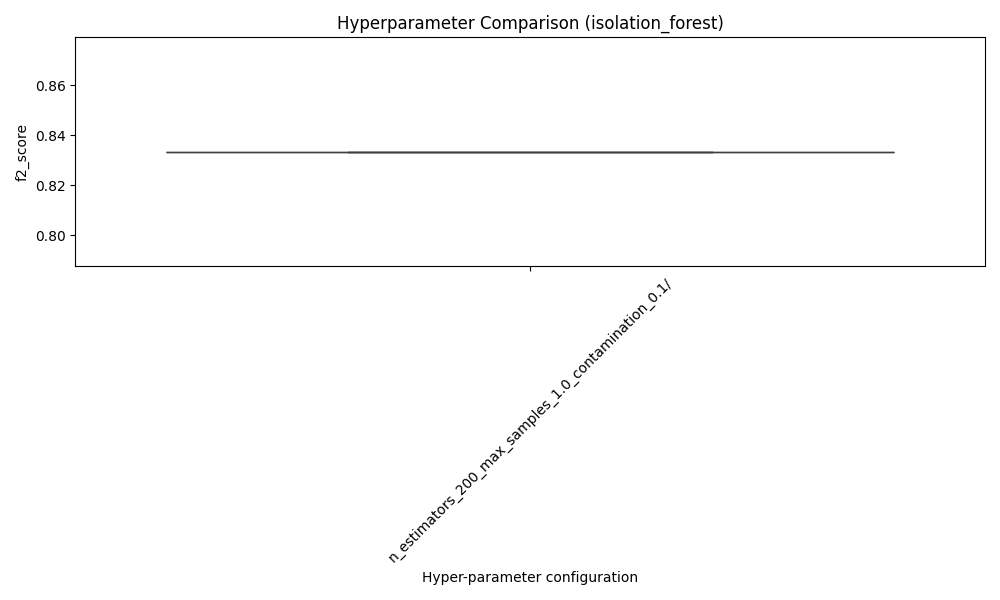 Hyperparameter Comparison (isolation_forest)
0.86
0.84
0.82
0.80
f2_score
n_estimators_200_max_samples_1.0_contamination_0.1/
Hyper-parameter configuration